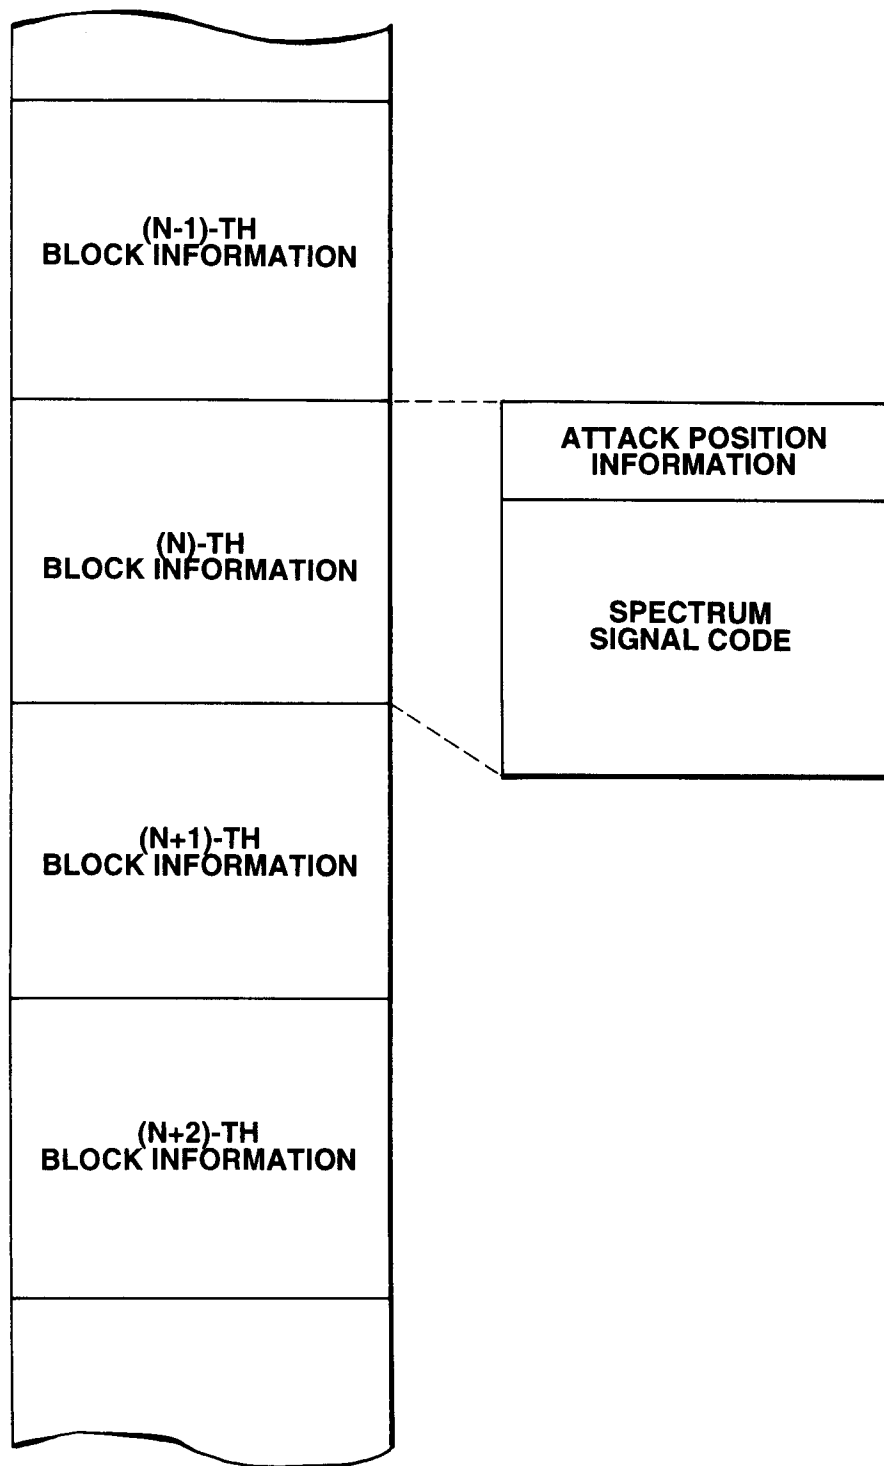 (N-1)-TH
BLOCK INFORMATION
(N)-TH
BLOCK INFORMATION
(N+1)-TH
BLOCK INFORMATION
(N+2)-TH
BLOCK INFORMATION
ATTACK POSITION
INFORMATION
SPECTRUM
SIGNAL CODE